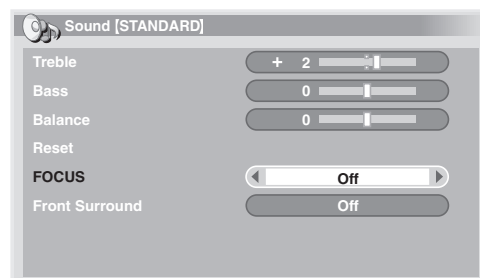 Sound [STANDARD]
Treble + 2
Bass 0
Balance 0
Reset
FOCUS Off
Front Surround Off